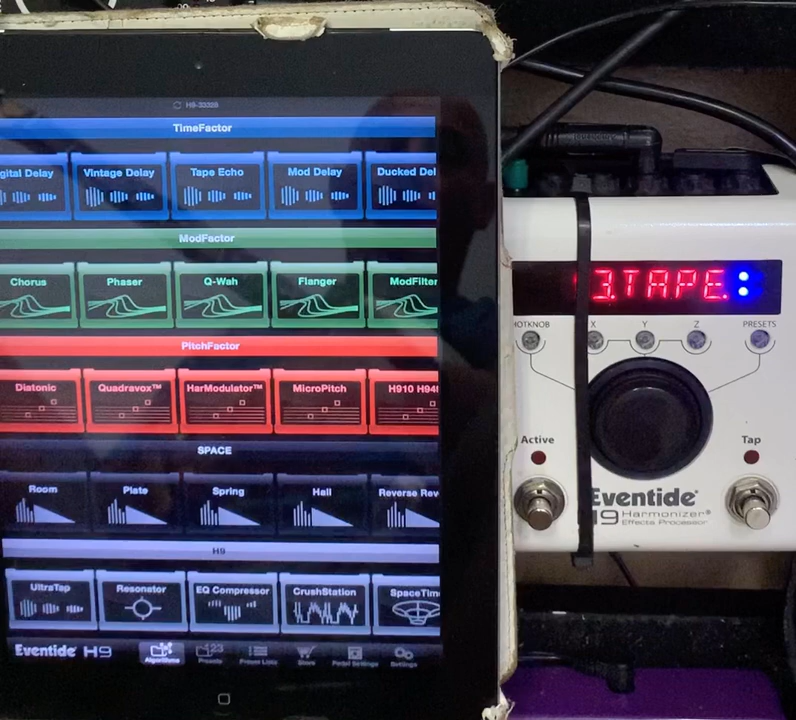 TimeFactor
gital Delay Vintage Delay Tape Echo Mod Delay Ducked Del
ModFactor
Chorus Phaser Q-Wah Flanger ModFilter
PitchFactor
Diatonic Quadravox™ HarModulator™ MicroPitch H910 H949
SPACE
Room Plate Spring Hall Reverse Rev
H9
UltraTap Resonator EQ Compressor CrushStation SpaceTim
Eventide H9
Algorithms Presets Preset Lists Store Pedal Settings Settings
3.TAPE:
HOTKNOB X Y Z PRESETS
Active Tap
Eventide®
H9 Harmonizer®
Effects Processor